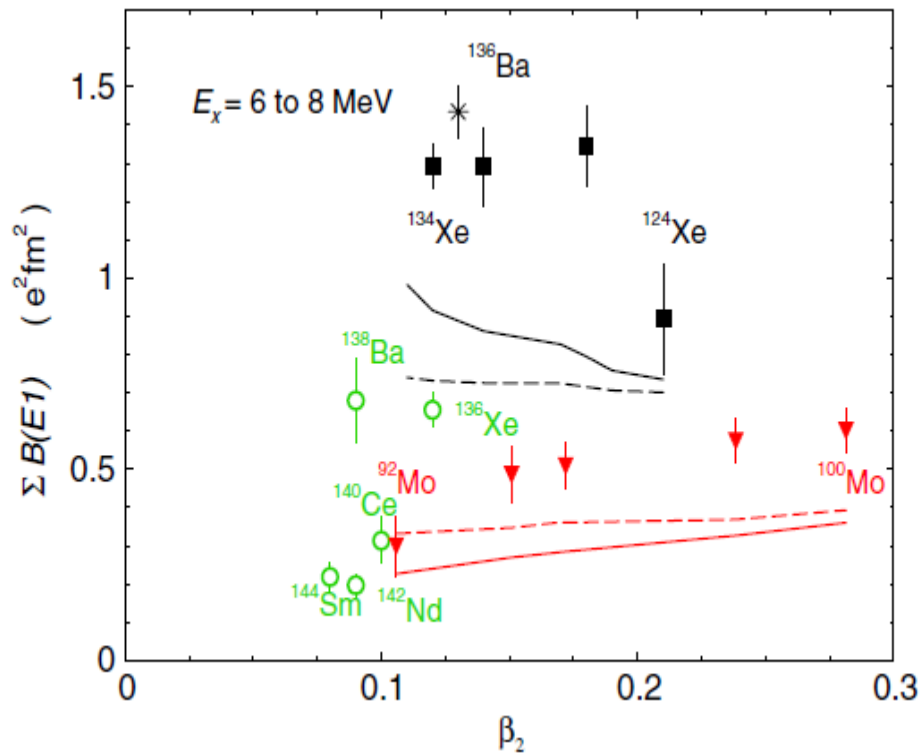 ¹³⁶Ba
1.5
E_x = 6 to 8 MeV
¹³⁴Xe
¹²⁴Xe
1
Σ B(E1) ( e²fm² )
¹³⁸Ba
¹³⁶Xe
0.5
⁹²Mo
¹⁰⁰Mo
¹⁴⁰Ce
¹⁴⁴Sm
¹⁴²Nd
0
0 0.1 0.2 0.3
β₂